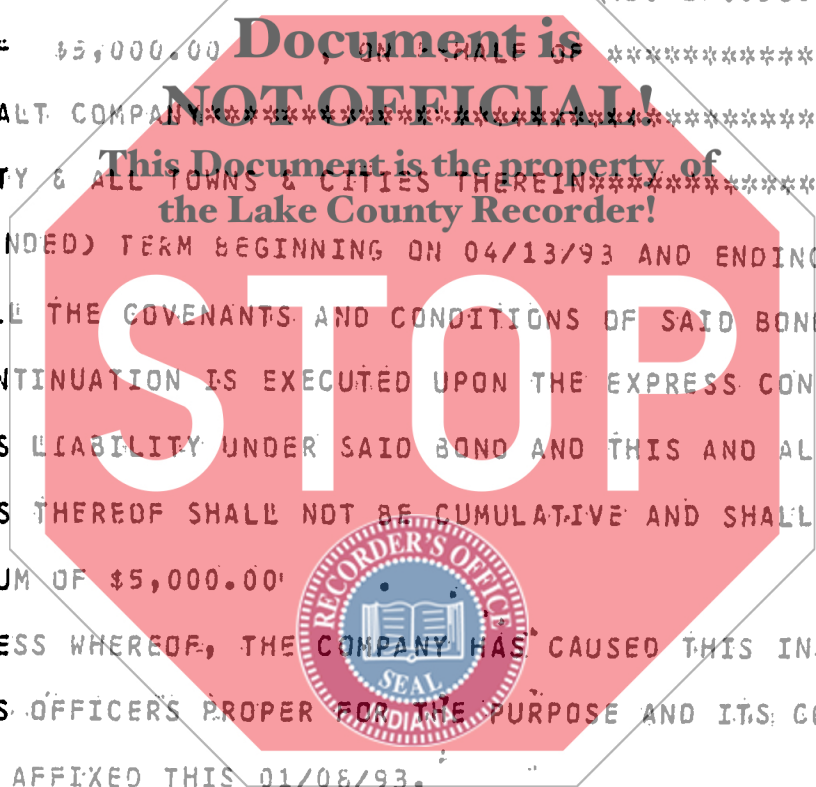 Document is
$5,000.00 , ON BEHALF OF ************
NOT OFFICIAL!
ALT COMPANY************************************
This Document is the property of
TY & ALL TOWNS & CITIES THEREIN****************
the Lake County Recorder!
NDED) TERM BEGINNING ON 04/13/93 AND ENDING
L THE COVENANTS AND CONDITIONS OF SAID BOND
STOP
NTINUATION IS EXECUTED UPON THE EXPRESS CON
S LIABILITY UNDER SAID BOND AND THIS AND AL
S THEREOF SHALL NOT BE CUMULATIVE AND SHALL
UM OF $5,000.00
RECORDER'S OFFICE
ESS WHEREOF, THE COMPANY HAS CAUSED THIS INS
SEAL
S OFFICERS PROPER FOR THE PURPOSE AND ITS CO
INDIANA
AFFIXED THIS 01/08/93.